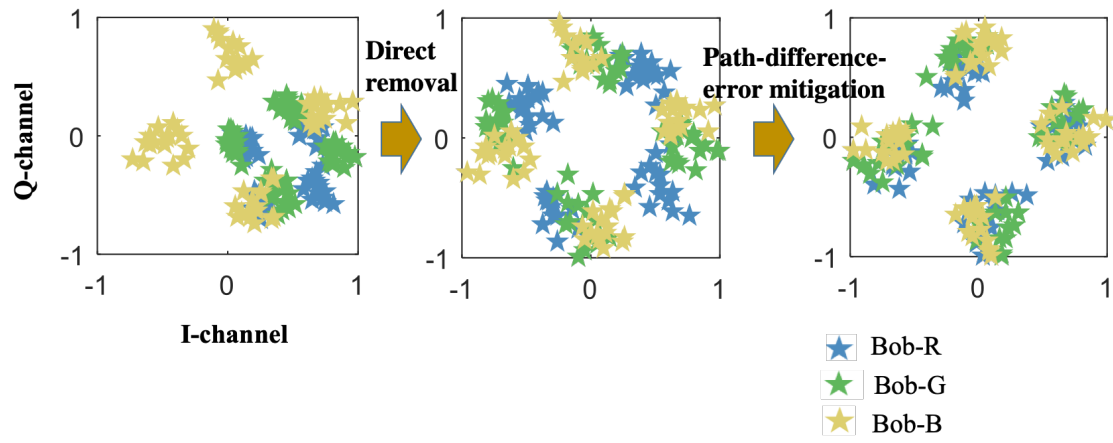 1
0
-1
-1
0
1
Q-channel
I-channel
Direct
removal
1
0
-1
-1
0
1
Path-difference-
error mitigation
1
0
-1
-1
0
1
Bob-R
Bob-G
Bob-B